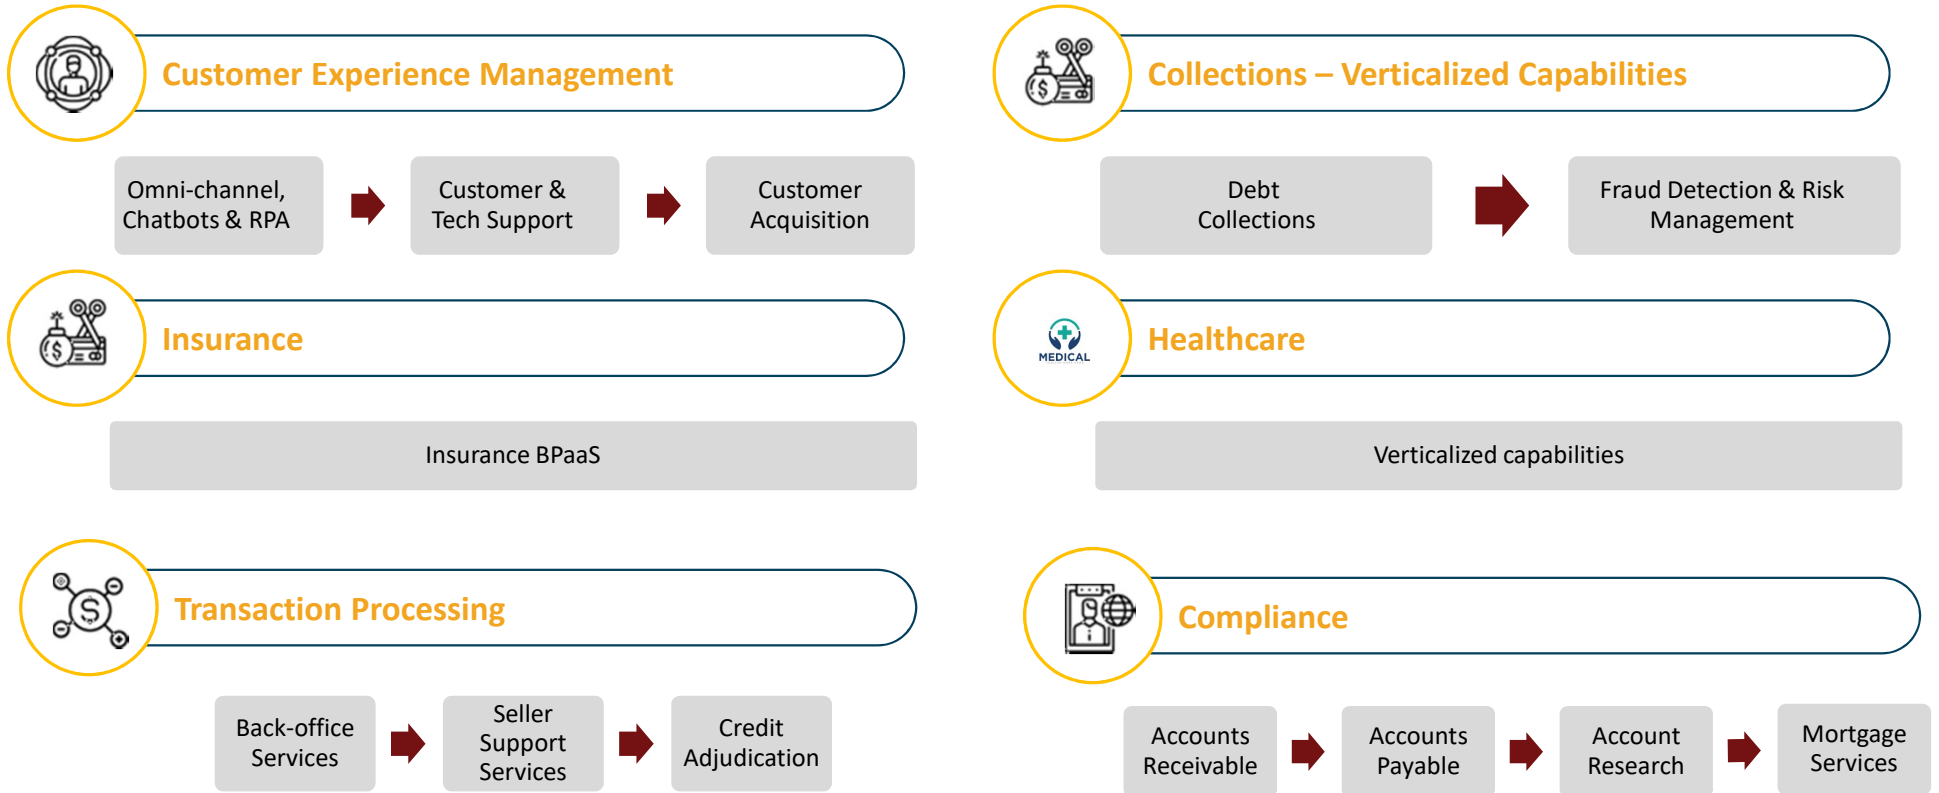 Customer Experience Management
Omni-channel,
Chatbots & RPA
Customer &
Tech Support
Customer
Acquisition
Collections – Verticalized Capabilities
Debt
Collections
Fraud Detection & Risk
Management
Insurance
Insurance BPaaS
MEDICAL
Healthcare
Verticalized capabilities
Transaction Processing
Back-office
Services
Seller
Support
Services
Credit
Adjudication
Compliance
Accounts
Receivable
Accounts
Payable
Account
Research
Mortgage
Services